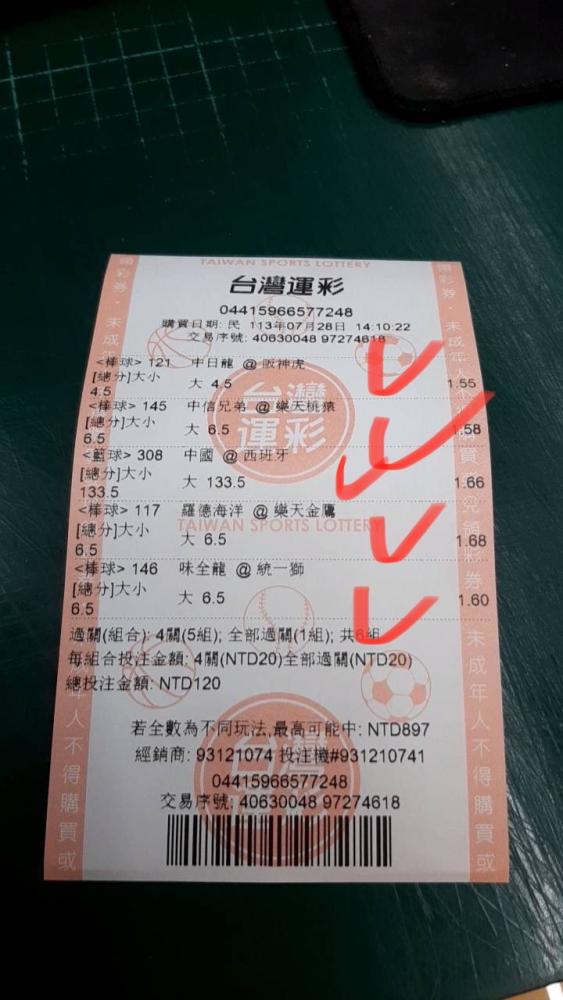 TAIWAN SPORTS LOTTERY
台灣運彩
04415966577248
購買日期: 民 113年07月28日 14:10:22
交易序號: 40630048 97274618
<棒球> 121 中日龍 @ 阪神虎
[總分]大小 大 4.5 1.55
4.5
<棒球> 145 中信兄弟 @ 樂天桃猿
[總分]大小 大 6.5 1.58
6.5
<籃球> 308 中國 @ 西班牙
[總分]大小 大 133.5 1.66
133.5
<棒球> 117 羅德海洋 @ 樂天金鷹
[總分]大小 大 6.5 1.68
6.5
TAIWAN SPORTS LOTTERY
<棒球> 146 味全龍 @ 統一獅
[總分]大小 大 6.5 1.60
6.5
過關(組合): 4關(5組); 全部過關(1組); 共6組
每組合投注金額: 4關(NTD20)全部過關(NTD20)
總投注金額: NTD120
若全數為不同玩法,最高可能中: NTD897
經銷商: 93121074 投注機#931210741
04415966577248
交易序號: 40630048 97274618
台灣運彩
未成年人不得購買或